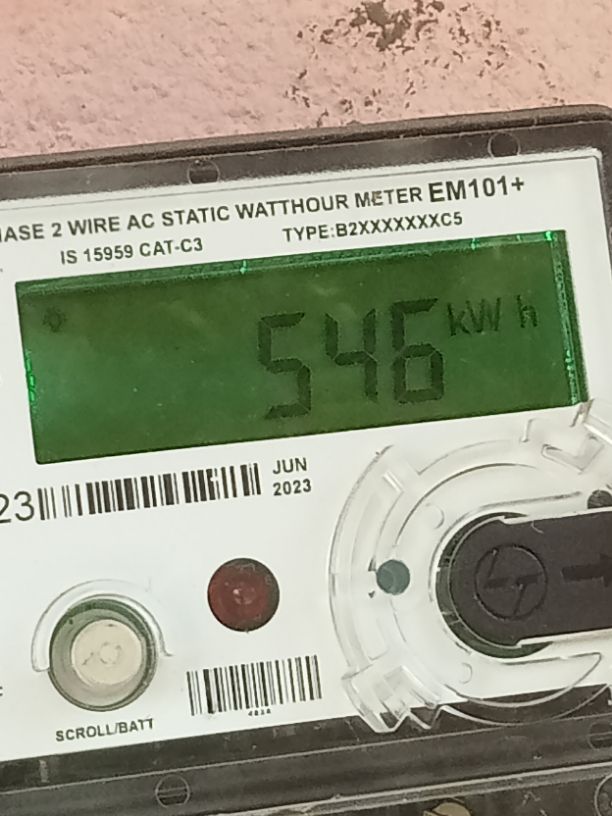 HASE 2 WIRE AC STATIC WATTHOUR METER EM101+
IS 15959 CAT-C3 TYPE:B2XXXXXXXC5
546 kW h
23
JUN
2023
SCROLL/BATT